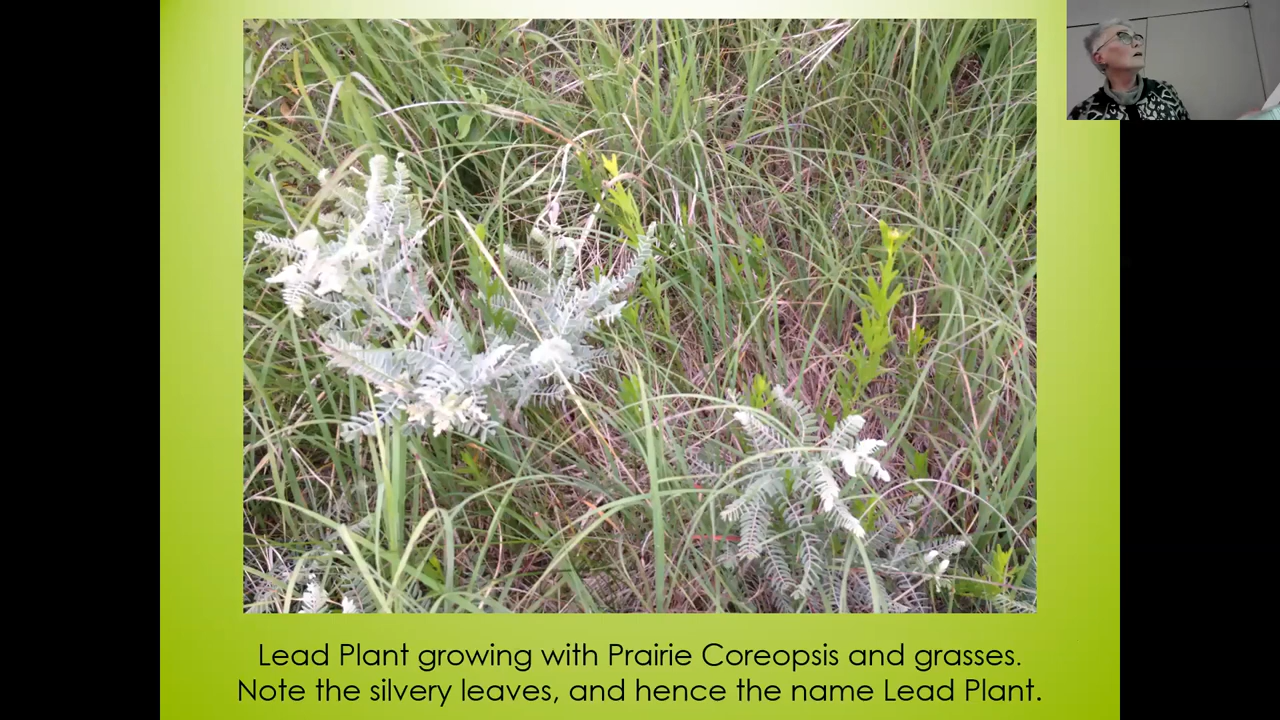 Lead Plant growing with Prairie Coreopsis and grasses.
Note the silvery leaves, and hence the name Lead Plant.